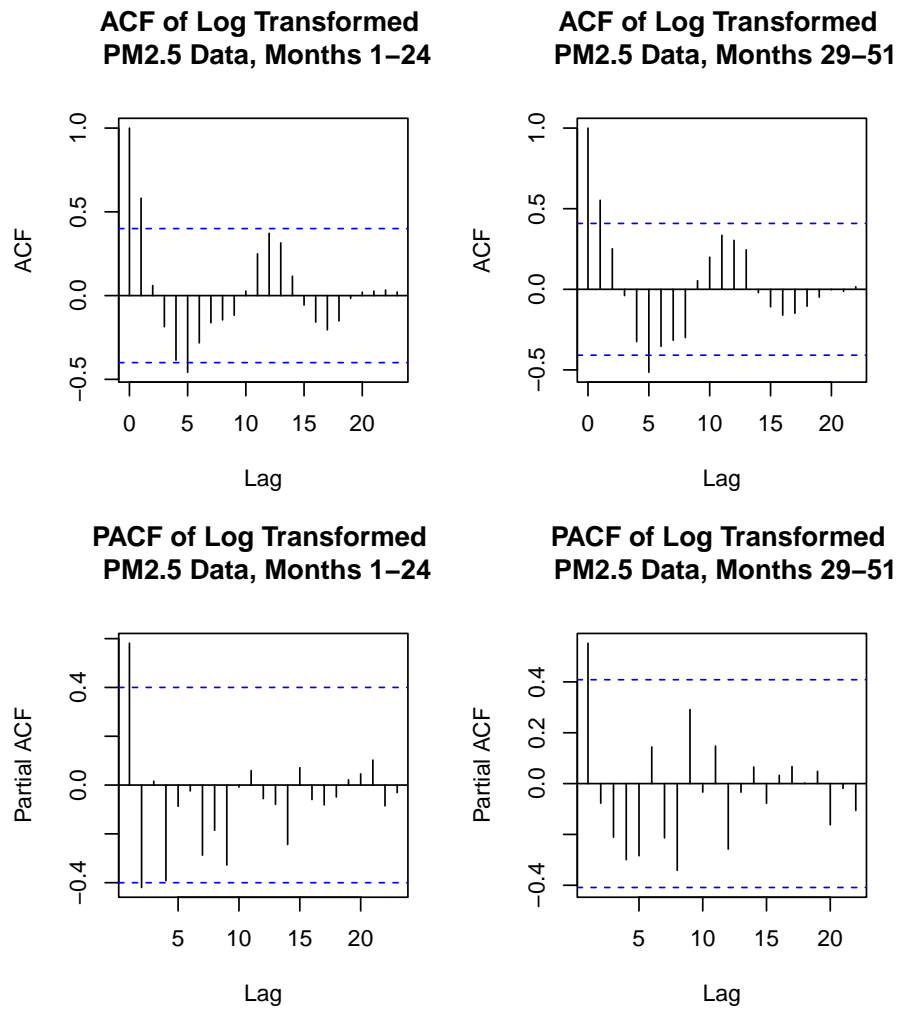 ACF of Log Transformed
PM2.5 Data, Months 1−24
ACF
1.0
0.5
0.0
−0.5
0 5 10 15 20
Lag
ACF of Log Transformed
PM2.5 Data, Months 29−51
ACF
1.0
0.5
0.0
−0.5
0 5 10 15 20
Lag
PACF of Log Transformed
PM2.5 Data, Months 1−24
Partial ACF
0.4
0.0
−0.4
5 10 15 20
Lag
PACF of Log Transformed
PM2.5 Data, Months 29−51
Partial ACF
0.4
0.2
0.0
−0.4
5 10 15 20
Lag